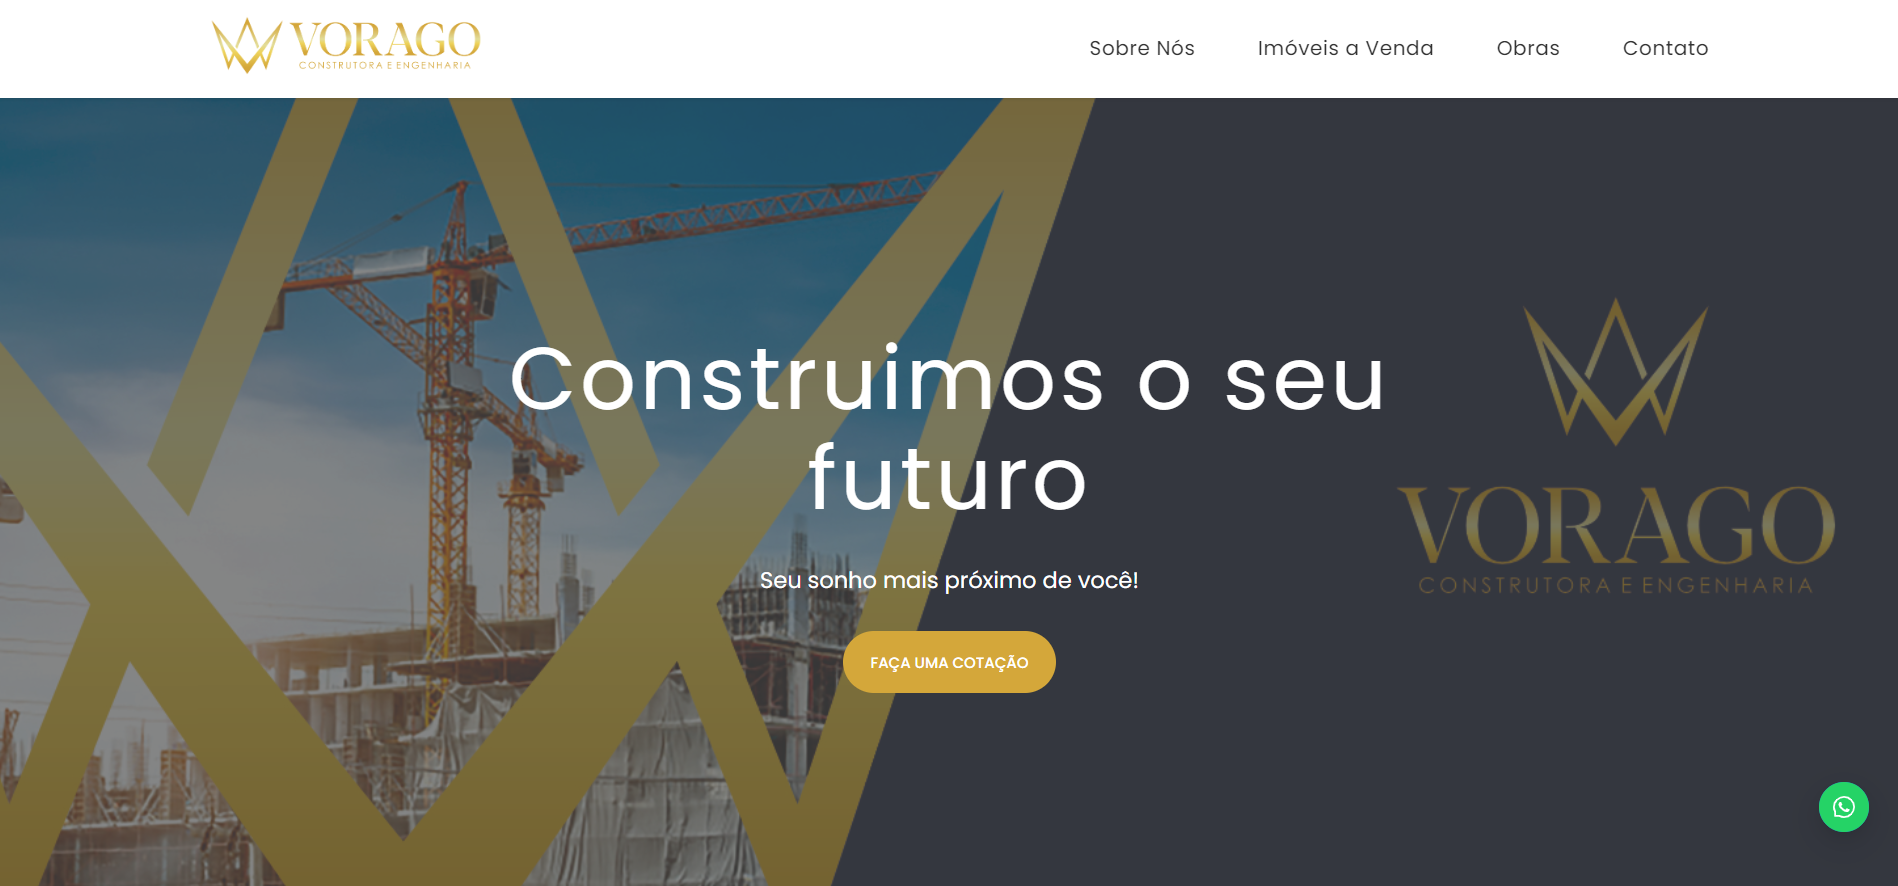 VORAGO
CONSTRUTORA E ENGENHARIA
Sobre Nós
Imóveis a Venda
Obras
Contato
Construimos o seu
futuro
Seu sonho mais próximo de você!
FAÇA UMA COTAÇÃO
VORAGO
CONSTRUTORA E ENGENHARIA